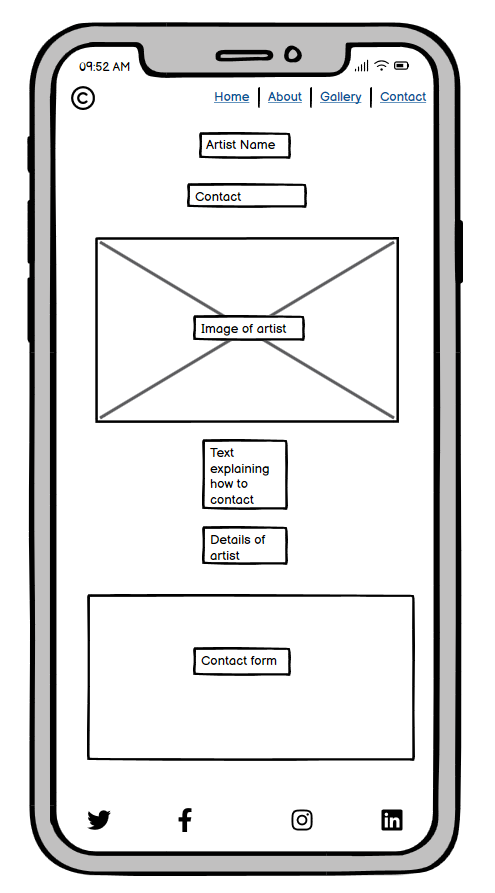 09:52 AM
© Home About Gallery Contact
Artist Name
Contact
Image of artist
Text
explaining
how to
contact
Details of
artist
Contact form